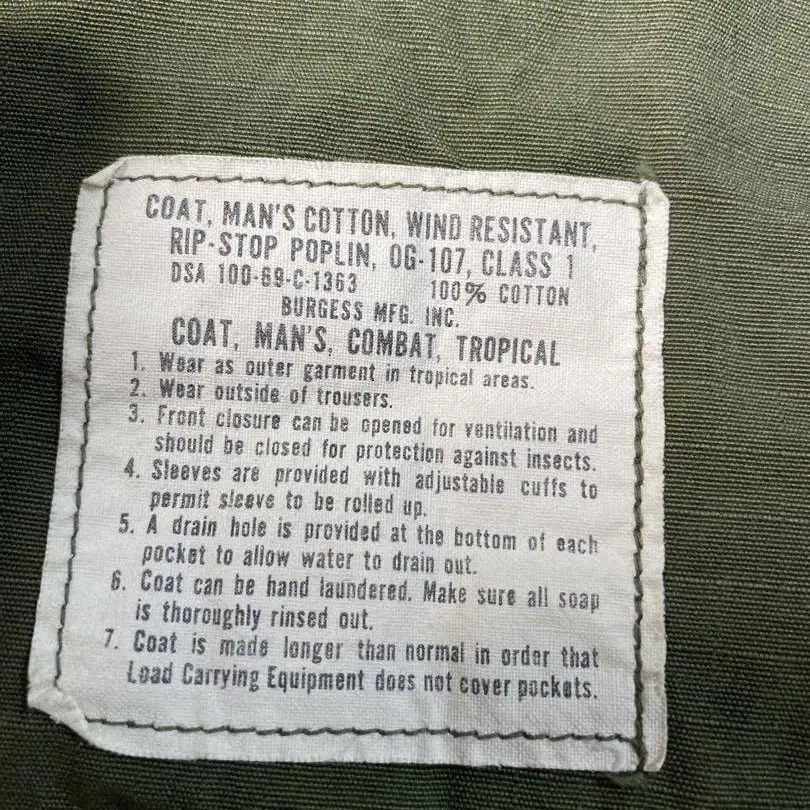 COAT, MAN'S COTTON, WIND RESISTANT,
RIP-STOP POPLIN, OG-107, CLASS 1
DSA 100-69-C-1363 100% COTTON
BURGESS MFG. INC.
COAT, MAN'S, COMBAT, TROPICAL
1. Wear as outer garment in tropical areas.
2. Wear outside of trousers.
3. Front closure can be opened for ventilation and
should be closed for protection against insects.
4. Sleeves are provided with adjustable cuffs to
permit sleeve to be rolled up.
5. A drain hole is provided at the bottom of each
pocket to allow water to drain out.
6. Coat can be hand laundered. Make sure all soap
is thoroughly rinsed out.
7. Coat is made longer than normal in order that
Load Carrying Equipment does not cover pockets.